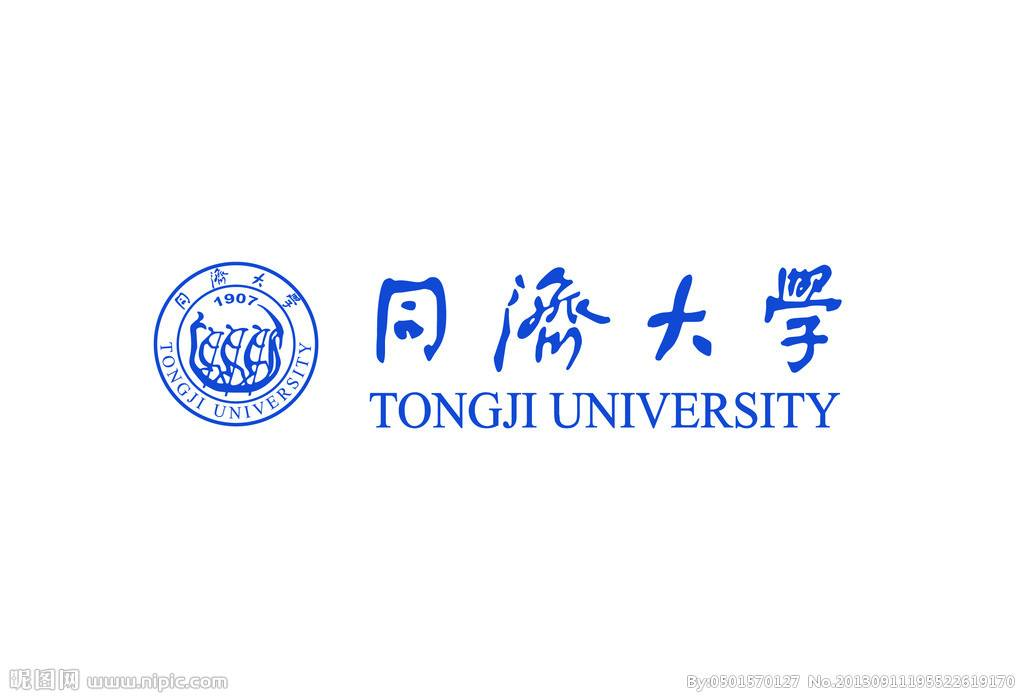 同濟大學
1907
TONGJI UNIVERSITY
同濟大學
TONGJI UNIVERSITY
昵图网 www.nipic.com
By:0501570127 No.20130911195522619170